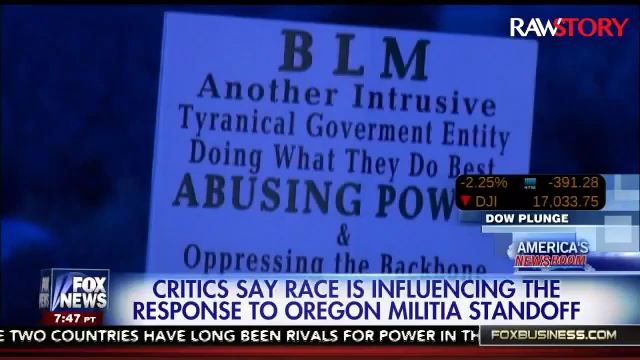 RAWSTORY
BLM
Another Intrusive
Tyranical Goverment Entity
Doing What They Do Best
ABUSING POW
&
Oppressing the Backbone
-2.25% -391.28
DJI 17,033.75
DOW PLUNGE
AMERICA'S
NEWSROOM
FOX
NEWS
7:47 PT
CRITICS SAY RACE IS INFLUENCING THE
RESPONSE TO OREGON MILITIA STANDOFF
E TWO COUNTRIES HAVE LONG BEEN RIVALS FOR POWER IN TH
FOXBUSINESS.COM